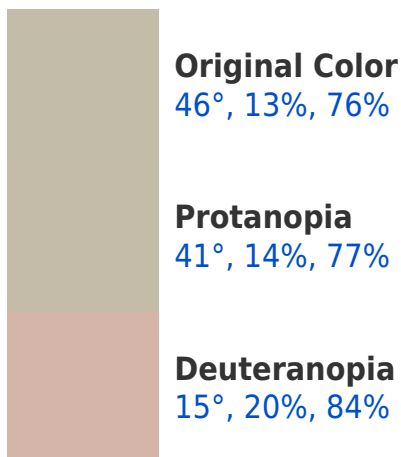 Original Color
46°, 13%, 76%
Protanopia
41°, 14%, 77%
Deuteranopia
15°, 20%, 84%